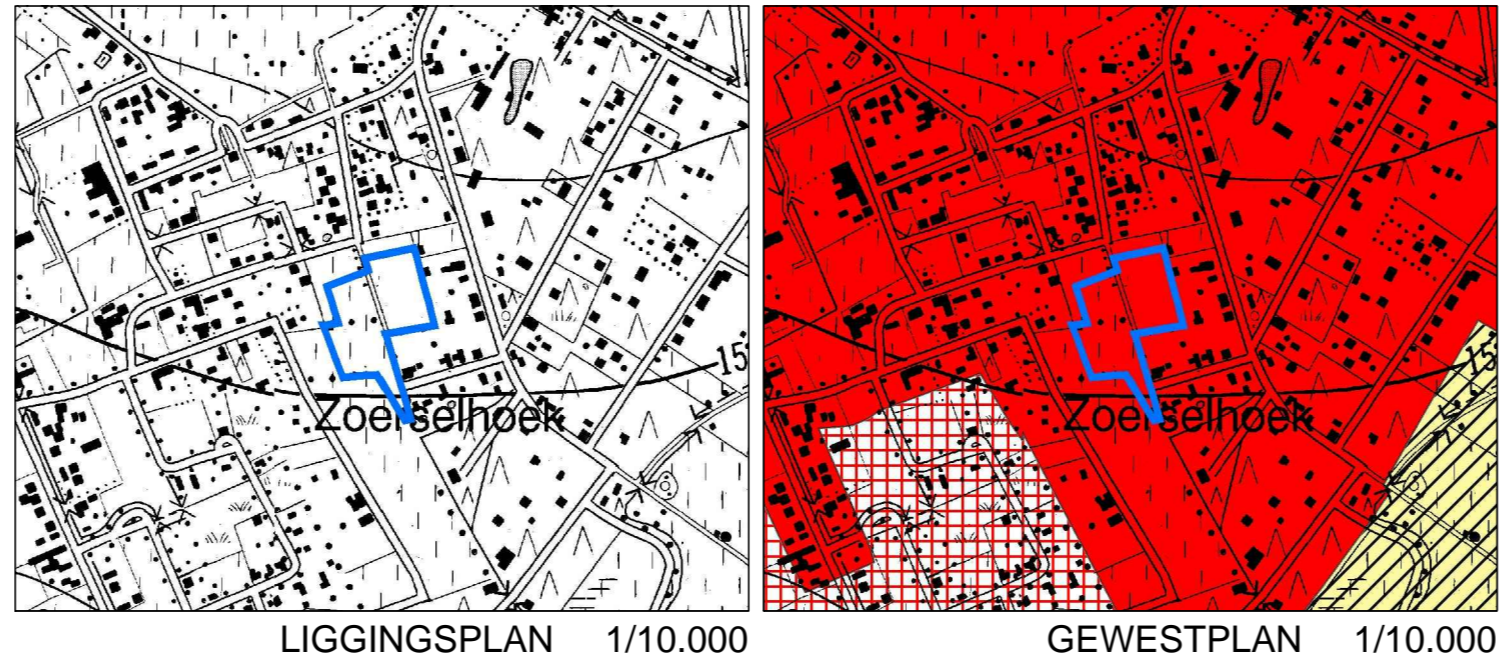 15
Zoerselhoek
15
Zoerselhoek
LIGGINGSPLAN 1/10.000
GEWESTPLAN 1/10.000